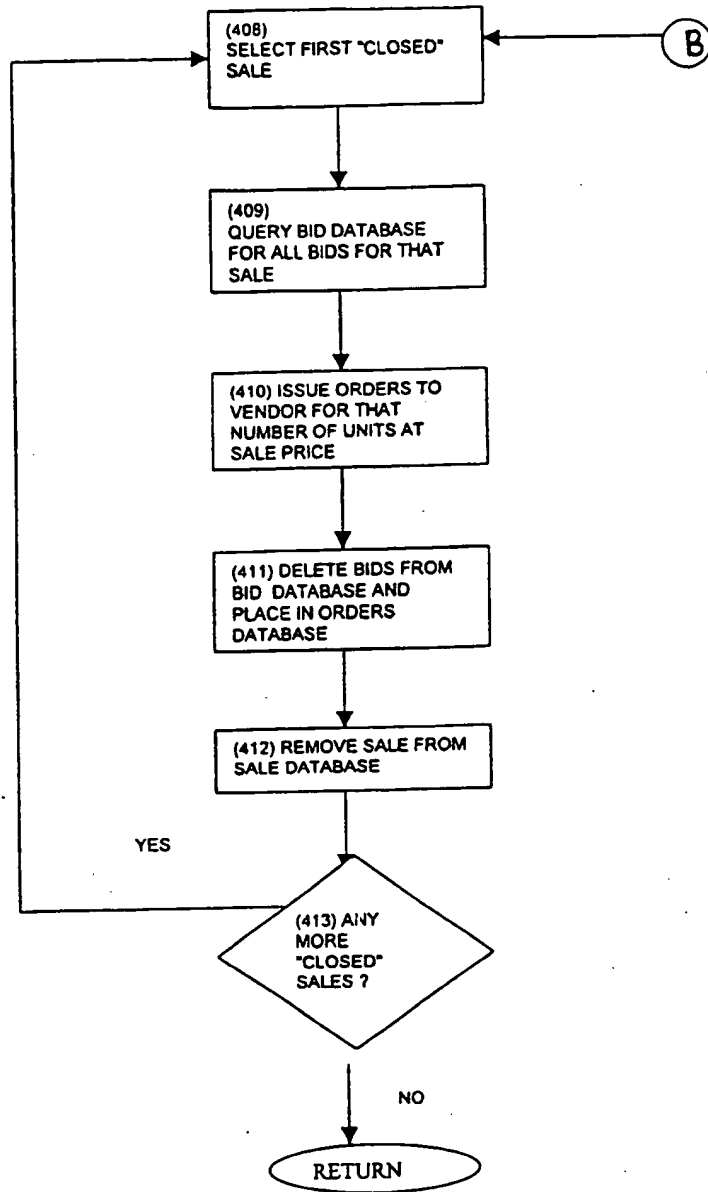 (408)
SELECT FIRST "CLOSED"
SALE
B
(409)
QUERY BID DATABASE
FOR ALL BIDS FOR THAT
SALE
(410) ISSUE ORDERS TO
VENDOR FOR THAT
NUMBER OF UNITS AT
SALE PRICE
(411) DELETE BIDS FROM
BID DATABASE AND
PLACE IN ORDERS
DATABASE
(412) REMOVE SALE FROM
SALE DATABASE
YES
(413) ANY
MORE
"CLOSED"
SALES ?
NO
RETURN